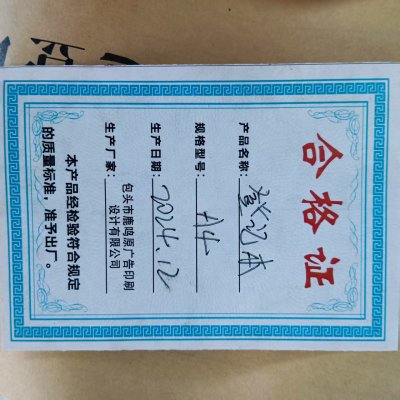 合格证
产品名称：登记本
规格型号：A4
生产日期：2024.12
生产厂家：包头市鹿鸣原广告印刷
设计有限公司
本产品经检验符合规定
的质量标准，准予出厂。